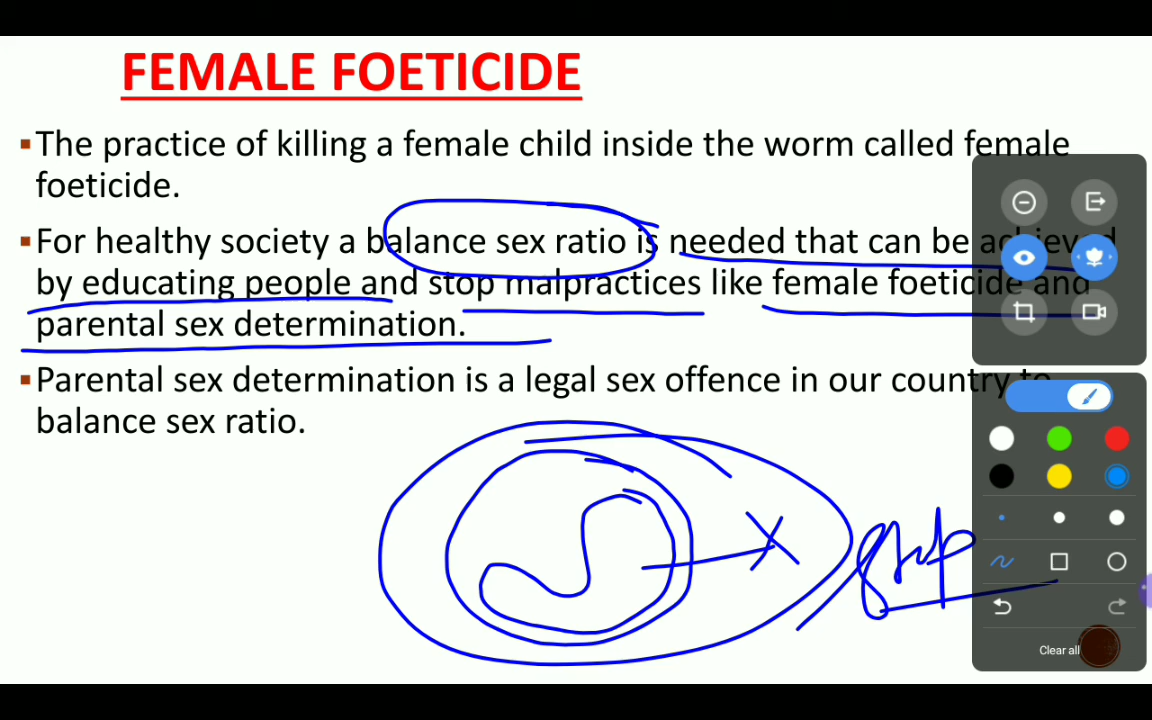 FEMALE FOETICIDE
▪The practice of killing a female child inside the worm called female
foeticide.
▪For healthy society a balance sex ratio is needed that can be achieved
by educating people and stop malpractices like female foeticide and
parental sex determination.
▪Parental sex determination is a legal sex offence in our country to
balance sex ratio.
Clear all